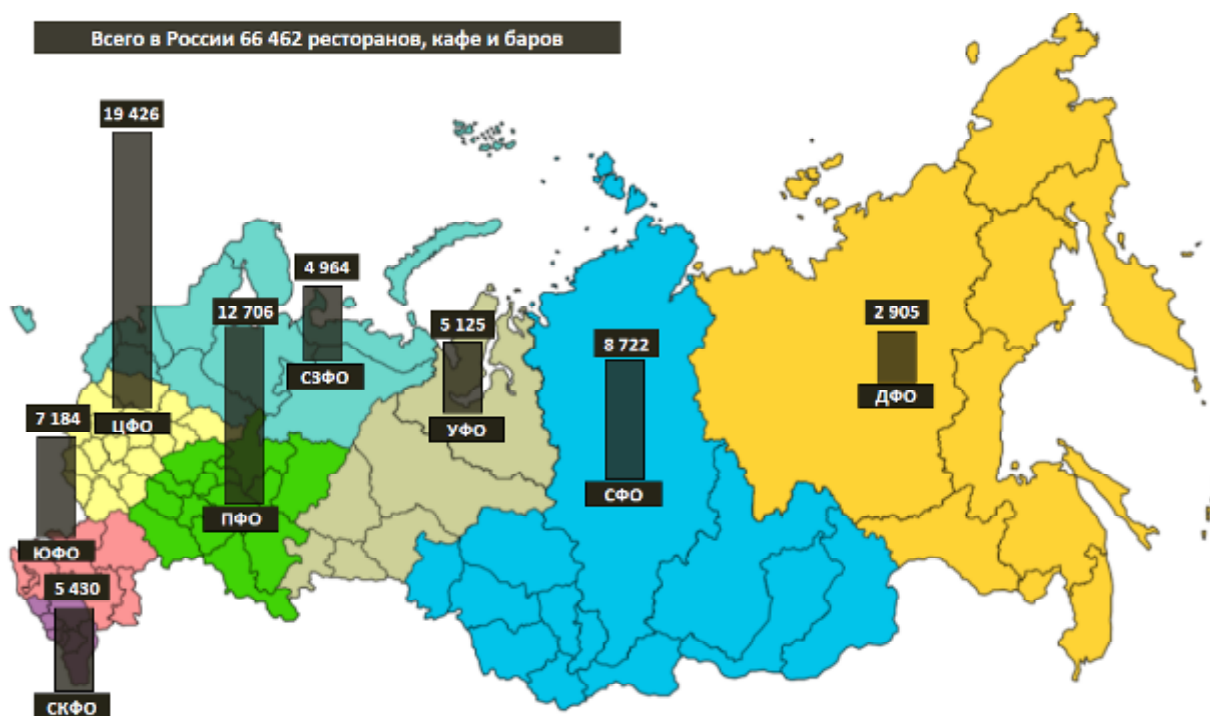 Всего в России 66 462 ресторанов, кафе и баров
19 426
ЦФО
4 964
СЗФО
12 706
ПФО
5 125
УФО
8 722
СФО
2 905
ДФО
7 184
ЮФО
5 430
СКФО